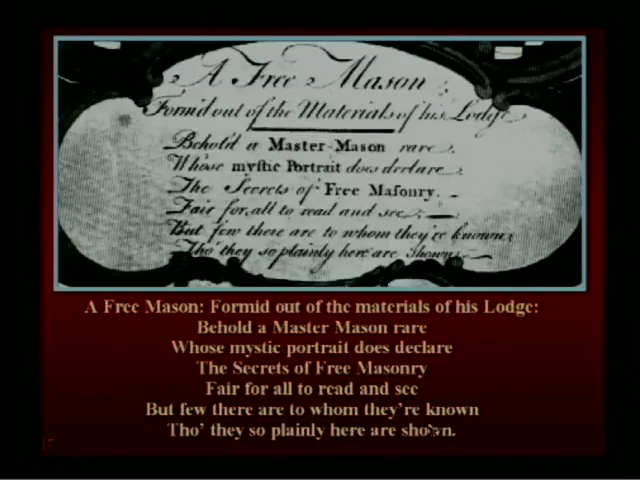 A Free Mason
Form'd out of the Materials of his Lodge
Behold a Master-Mason rare,
Whose mystic Portrait does declare
The Secrets of Free Masonry.
Fair for, all to read and see;
But few there are to whom they're known,
Tho' they so plainly here are shown.
A Free Mason: Formid out of the materials of his Lodge:
Behold a Master Mason rare
Whose mystic portrait does declare
The Secrets of Free Masonry
Fair for all to read and see
But few there are to whom they're known
Tho' they so plainly here are shown.